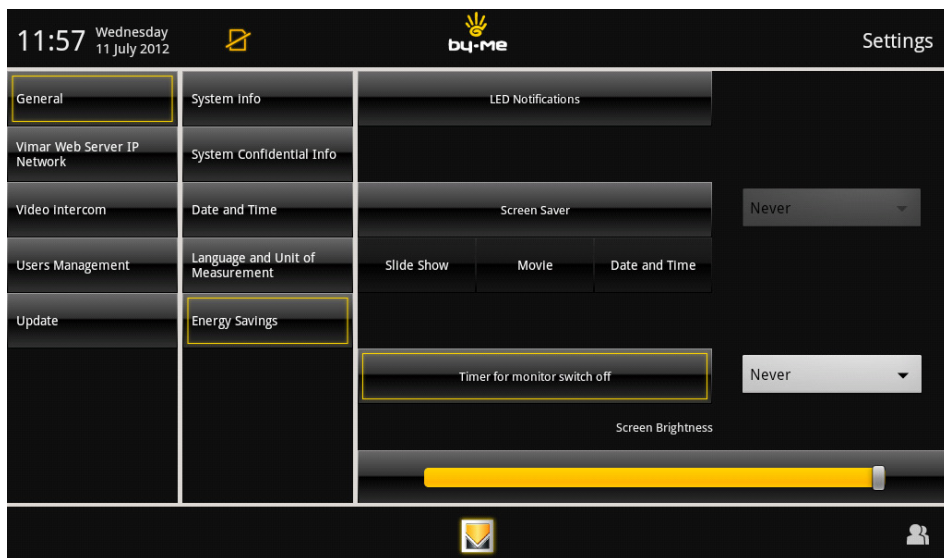 11:57 Wednesday
11 July 2012
by-me
Settings
General
Vimar Web Server IP
Network
Video Intercom
Users Management
Update
System info
System Confidential Info
Date and Time
Language and Unit of
Measurement
Energy Savings
LED Notifications
Screen Saver
Never
Slide Show
Movie
Date and Time
Timer for monitor switch off
Never
Screen Brightness